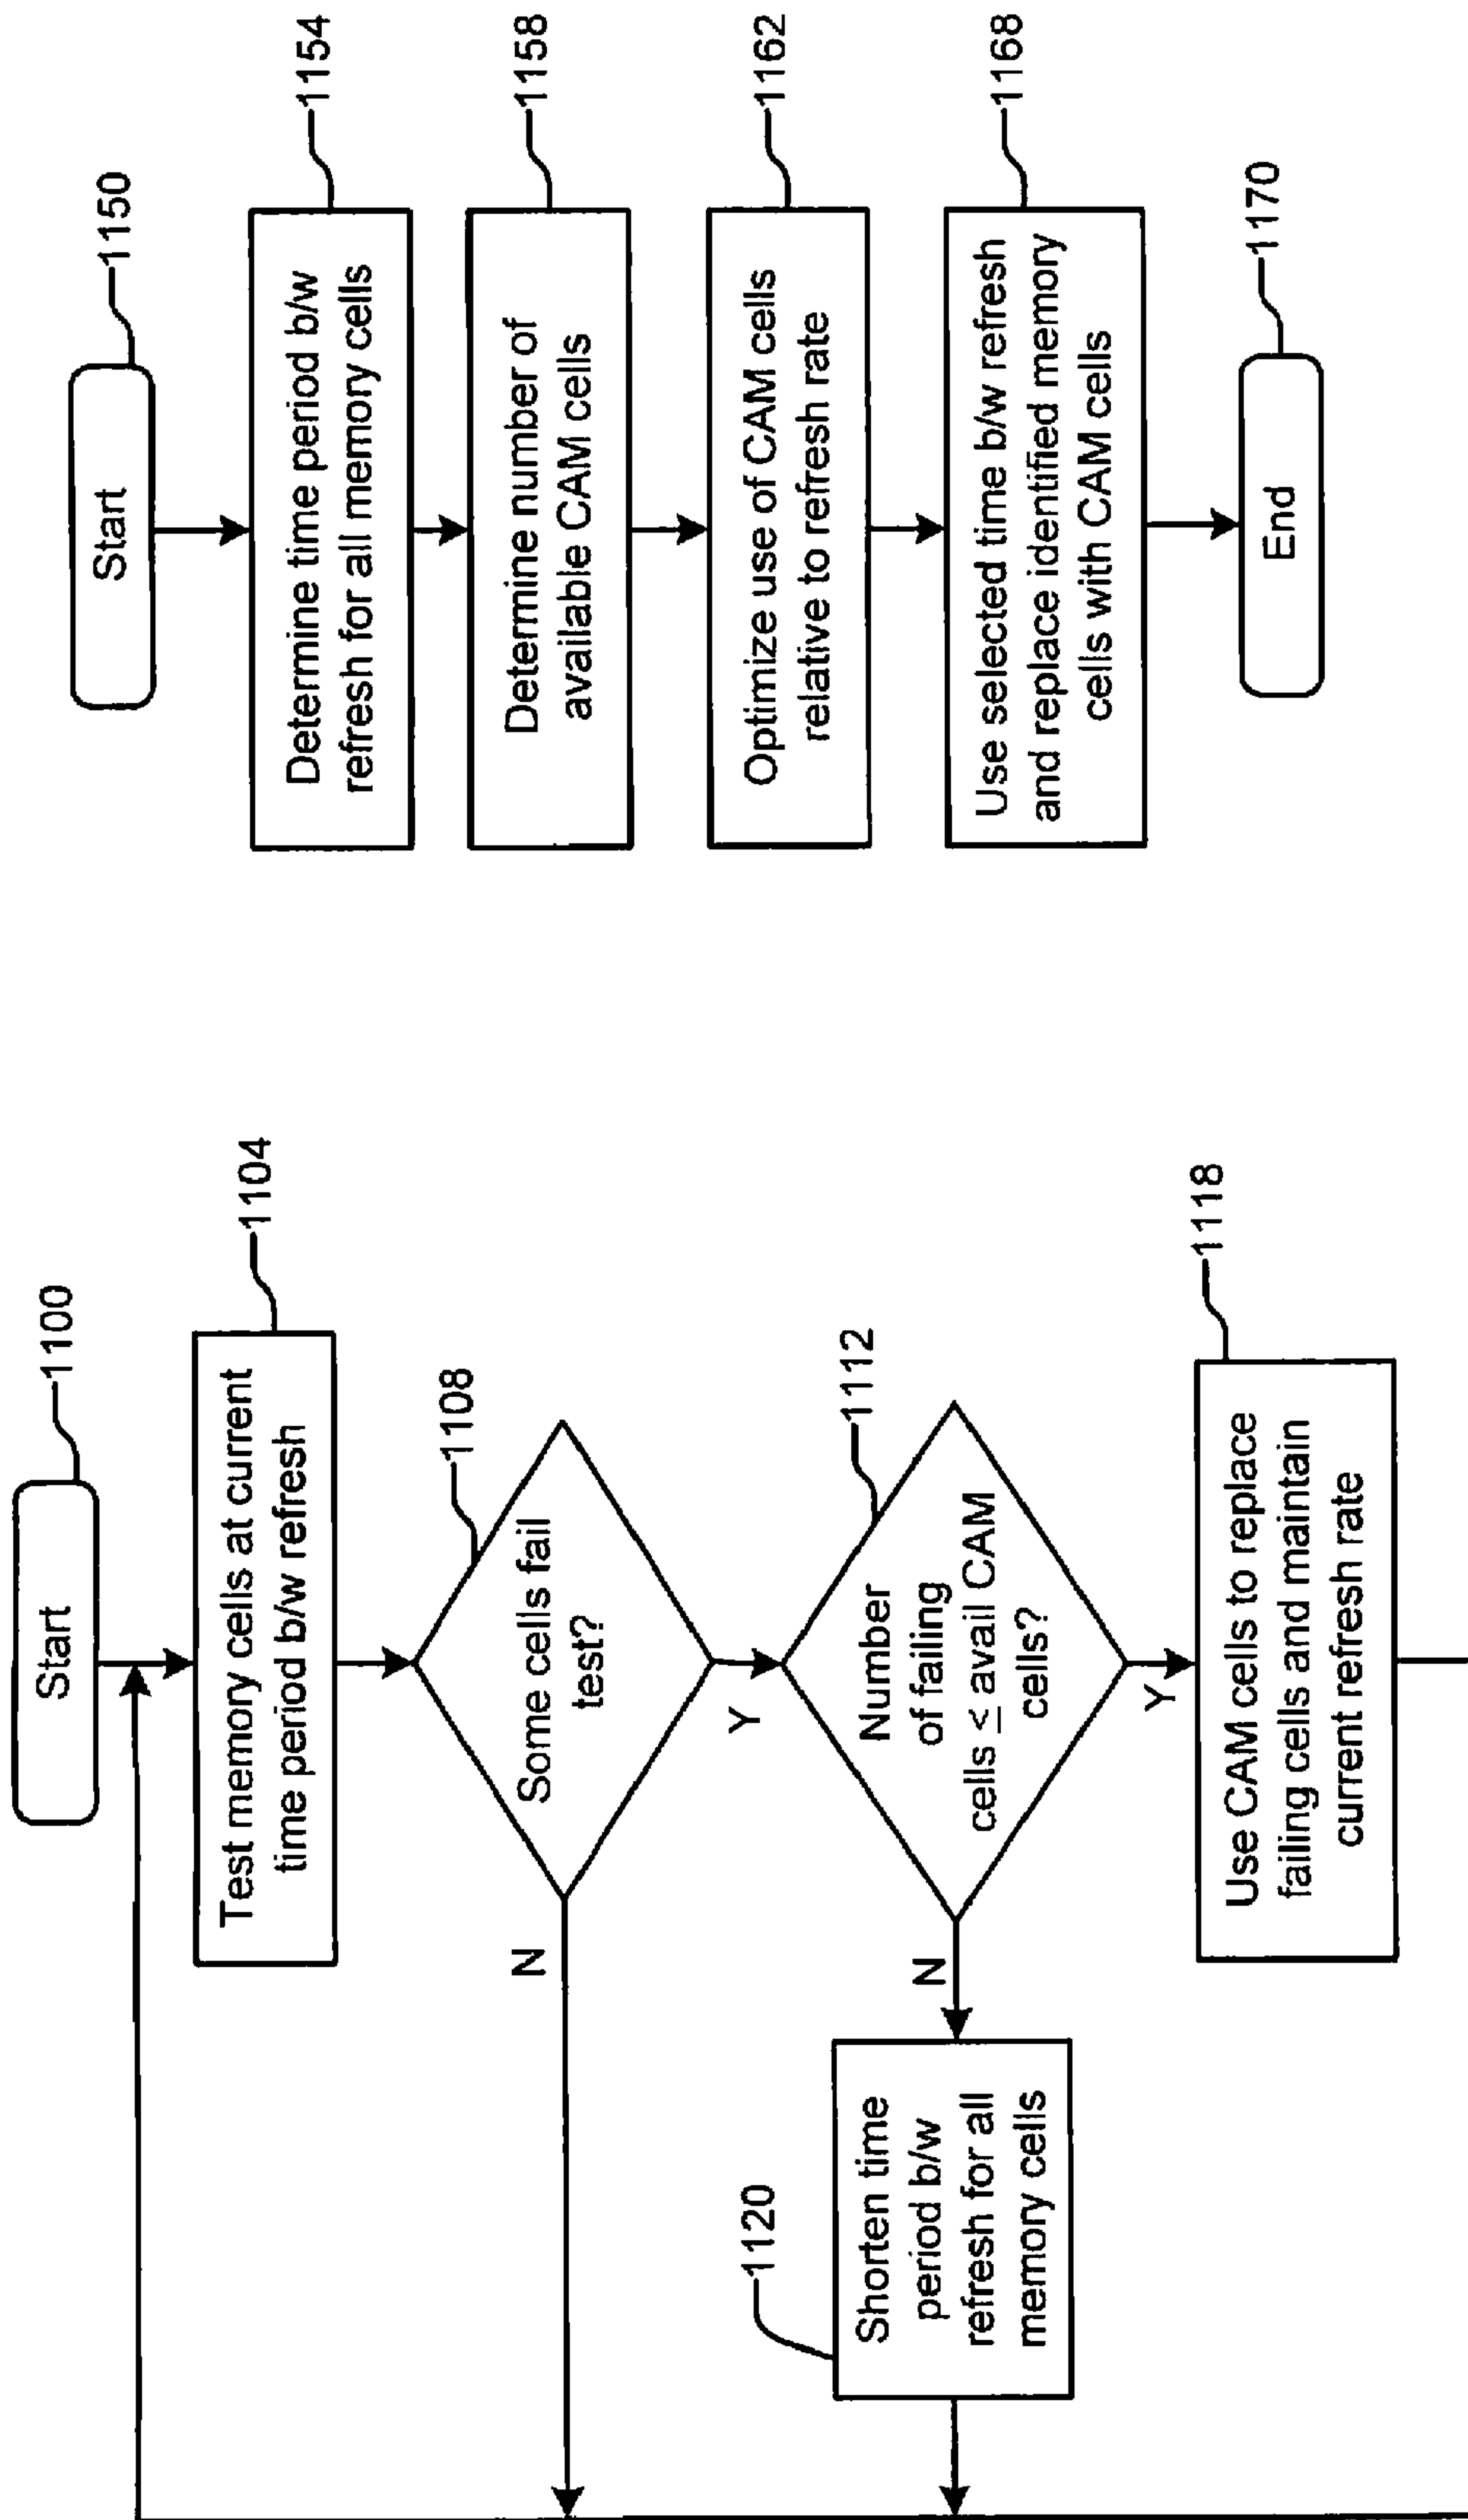 Start
1100
Test memory cells at current
time period b/w refresh
1104
Some cells fail
test?
1108
N
Y
Number
of failing
cells ≤ avail CAM
cells?
1112
N
Y
Shorten time
period b/w
refresh for all
memory cells
1120
Use CAM cells to replace
failing cells and maintain
current refresh rate
1118
Start
1150
Determine time period b/w
refresh for all memory cells
1154
Determine number of
available CAM cells
1158
Optimize use of CAM cells
relative to refresh rate
1162
Use selected time b/w refresh
and replace identified memory
cells with CAM cells
1168
End
1170